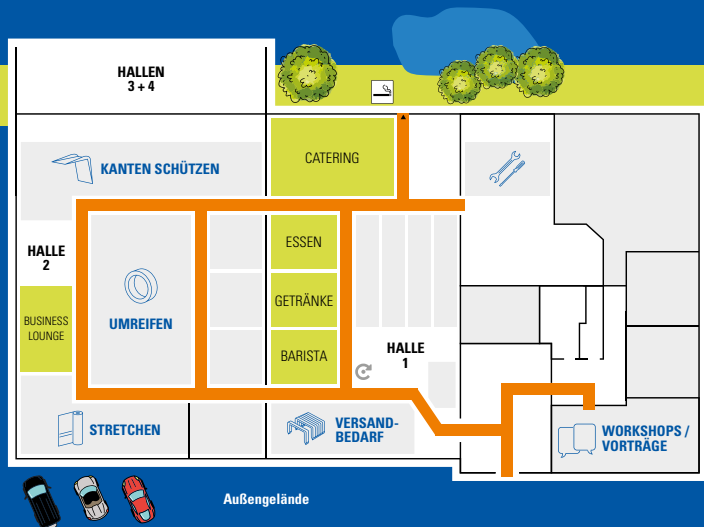 HALLEN
3 + 4
KANTEN SCHÜTZEN
CATERING
HALLE
2
ESSEN
GETRÄNKE
BUSINESS
LOUNGE
UMREIFEN
BARISTA
HALLE
1
STRETCHEN
VERSAND-
BEDARF
WORKSHOPS /
VORTRÄGE
Außengelände